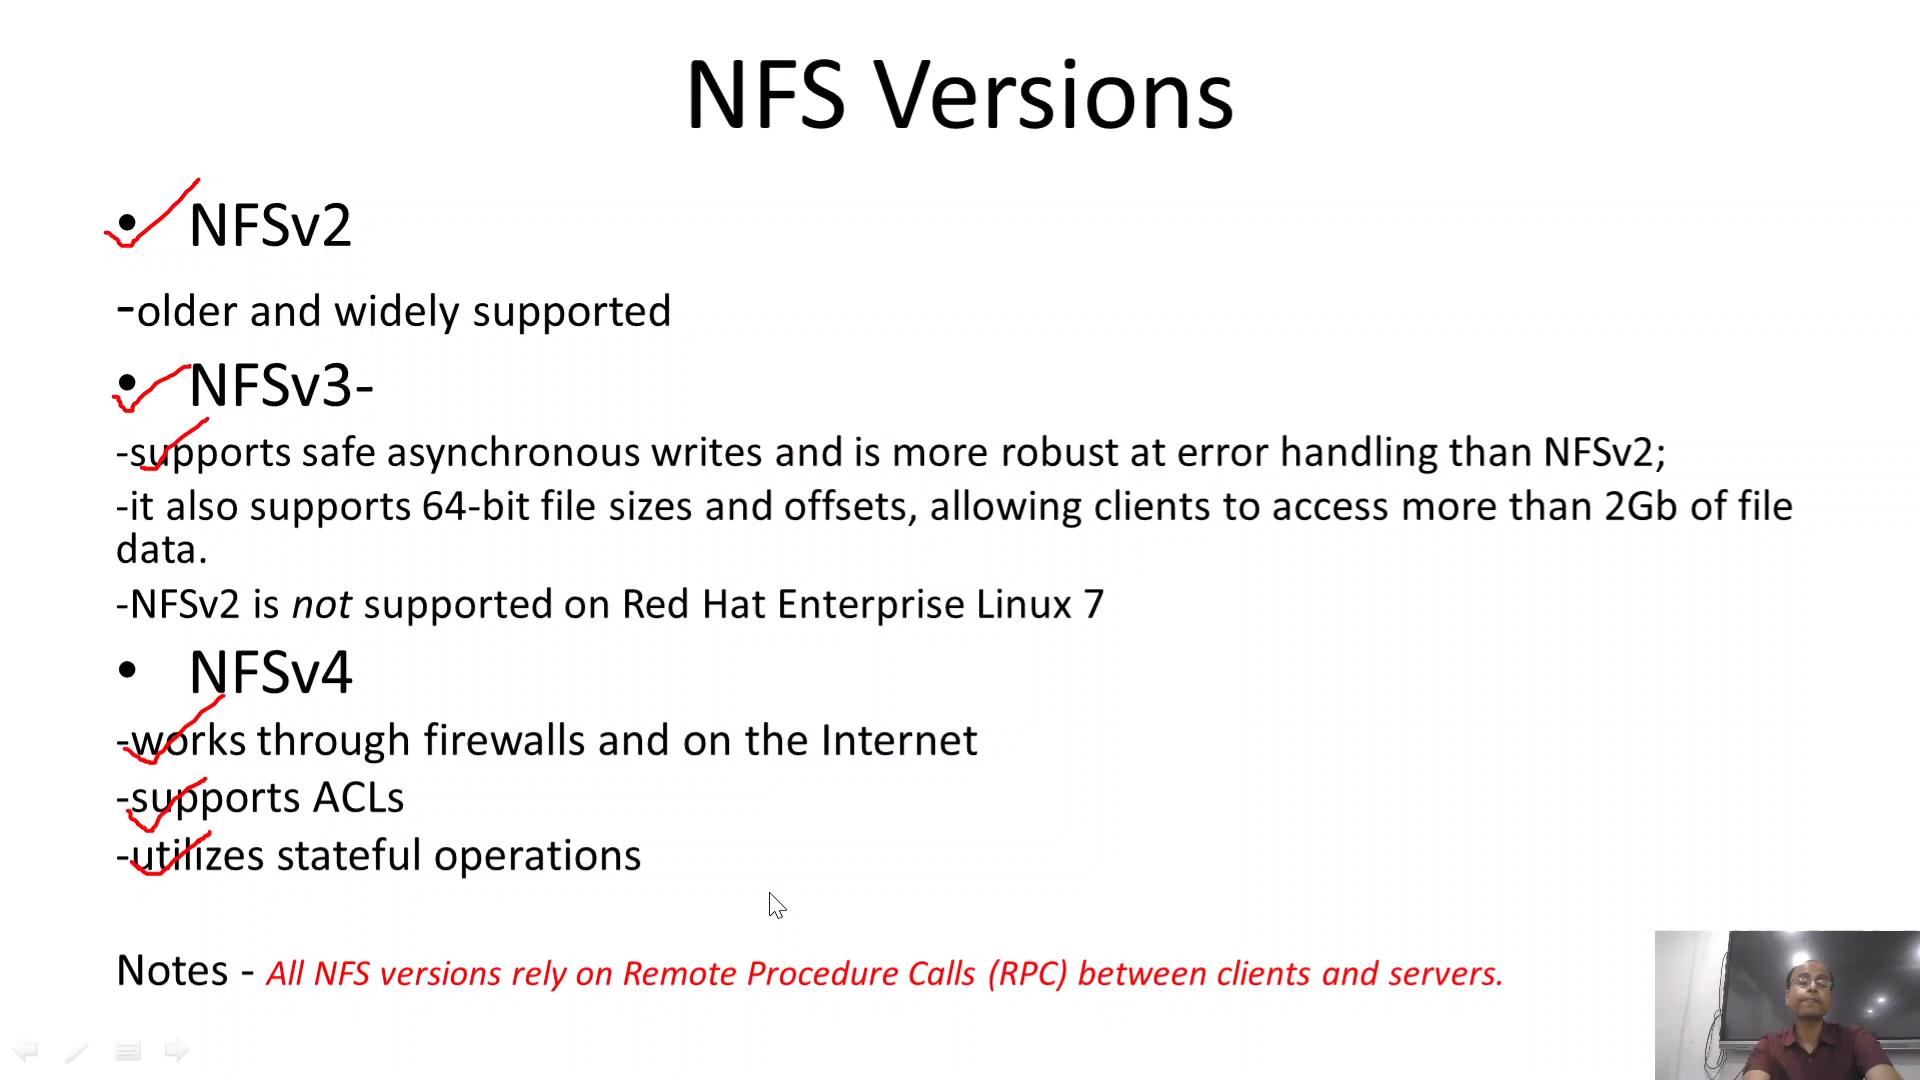 NFS Versions
• NFSv2
-older and widely supported
• NFSv3-
-supports safe asynchronous writes and is more robust at error handling than NFSv2;
-it also supports 64-bit file sizes and offsets, allowing clients to access more than 2Gb of file
data.
-NFSv2 is not supported on Red Hat Enterprise Linux 7
• NFSv4
-works through firewalls and on the Internet
-supports ACLs
-utilizes stateful operations
Notes - All NFS versions rely on Remote Procedure Calls (RPC) between clients and servers.